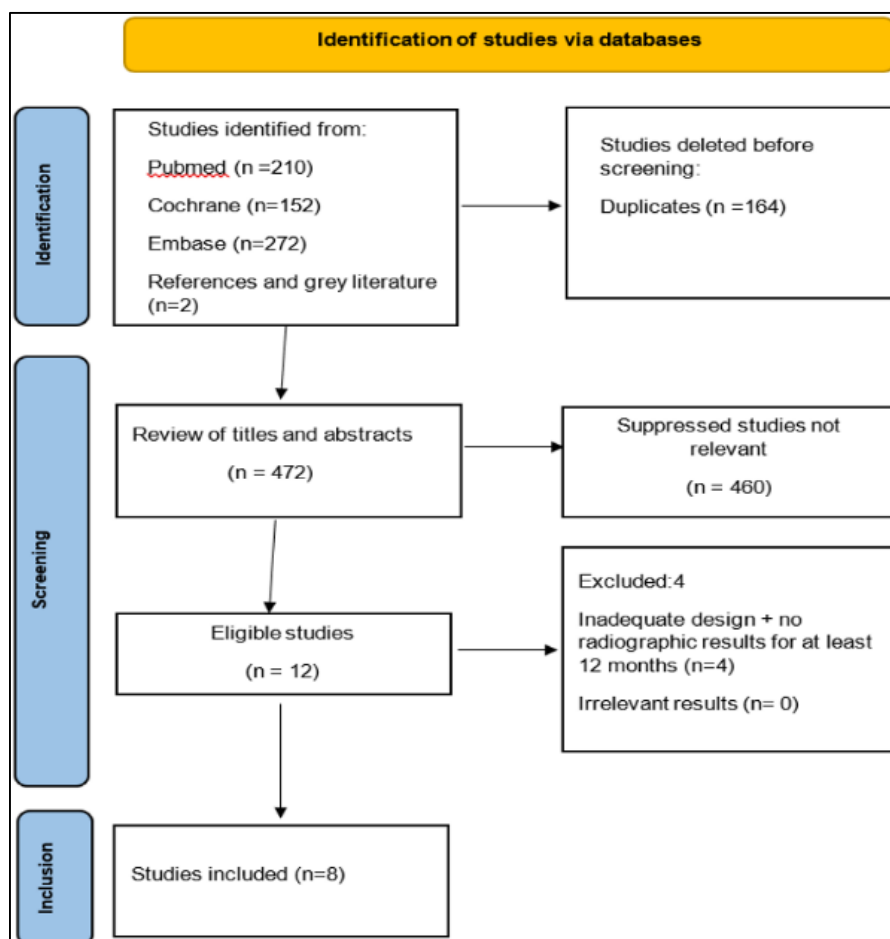 Identification of studies via databases
Identification
Studies identified from:
Pubmed (n =210)
Cochrane (n=152)
Embase (n=272)
References and grey literature
(n=2)
Studies deleted before
screening:
Duplicates (n =164)
Screening
Review of titles and abstracts
(n = 472)
Suppressed studies not
relevant
(n = 460)
Eligible studies
(n = 12)
Excluded:4
Inadequate design + no
radiographic results for at least
12 months (n=4)
Irrelevant results (n= 0)
Inclusion
Studies included (n=8)